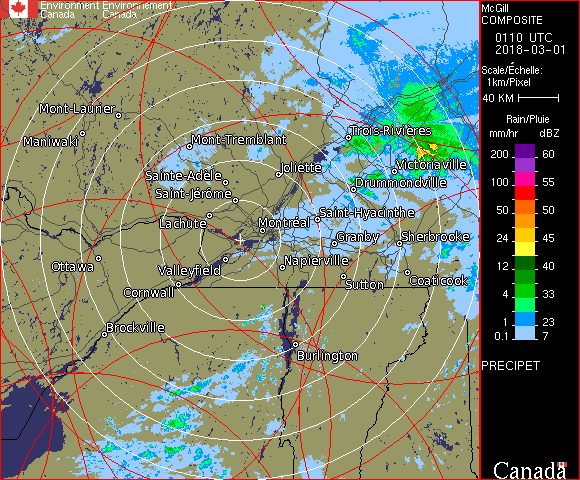 Environment Environnement
Canada Canada
McGill
COMPOSITE
0110 UTC
2018-03-01
Scale/Échelle:
1km/Pixel
40 KM
Rain/Pluie
mm/hr dBZ
200 60
100 55
50 50
24 45
12 40
4 33
1 23
0.1 7
PRECIPET
Mont-Laurier
Maniwaki
Mont-Tremblant
Trois-Rivières
Sainte-Adèle
Joliette
Victoriaville
Saint-Jérôme
Drummondville
Lachute
Montréal
Saint-Hyacinthe
Granby
Sherbrooke
Ottawa
Valleyfield
Napierville
Cornwall
Sutton
Coaticook
Brockville
Burlington
Canada